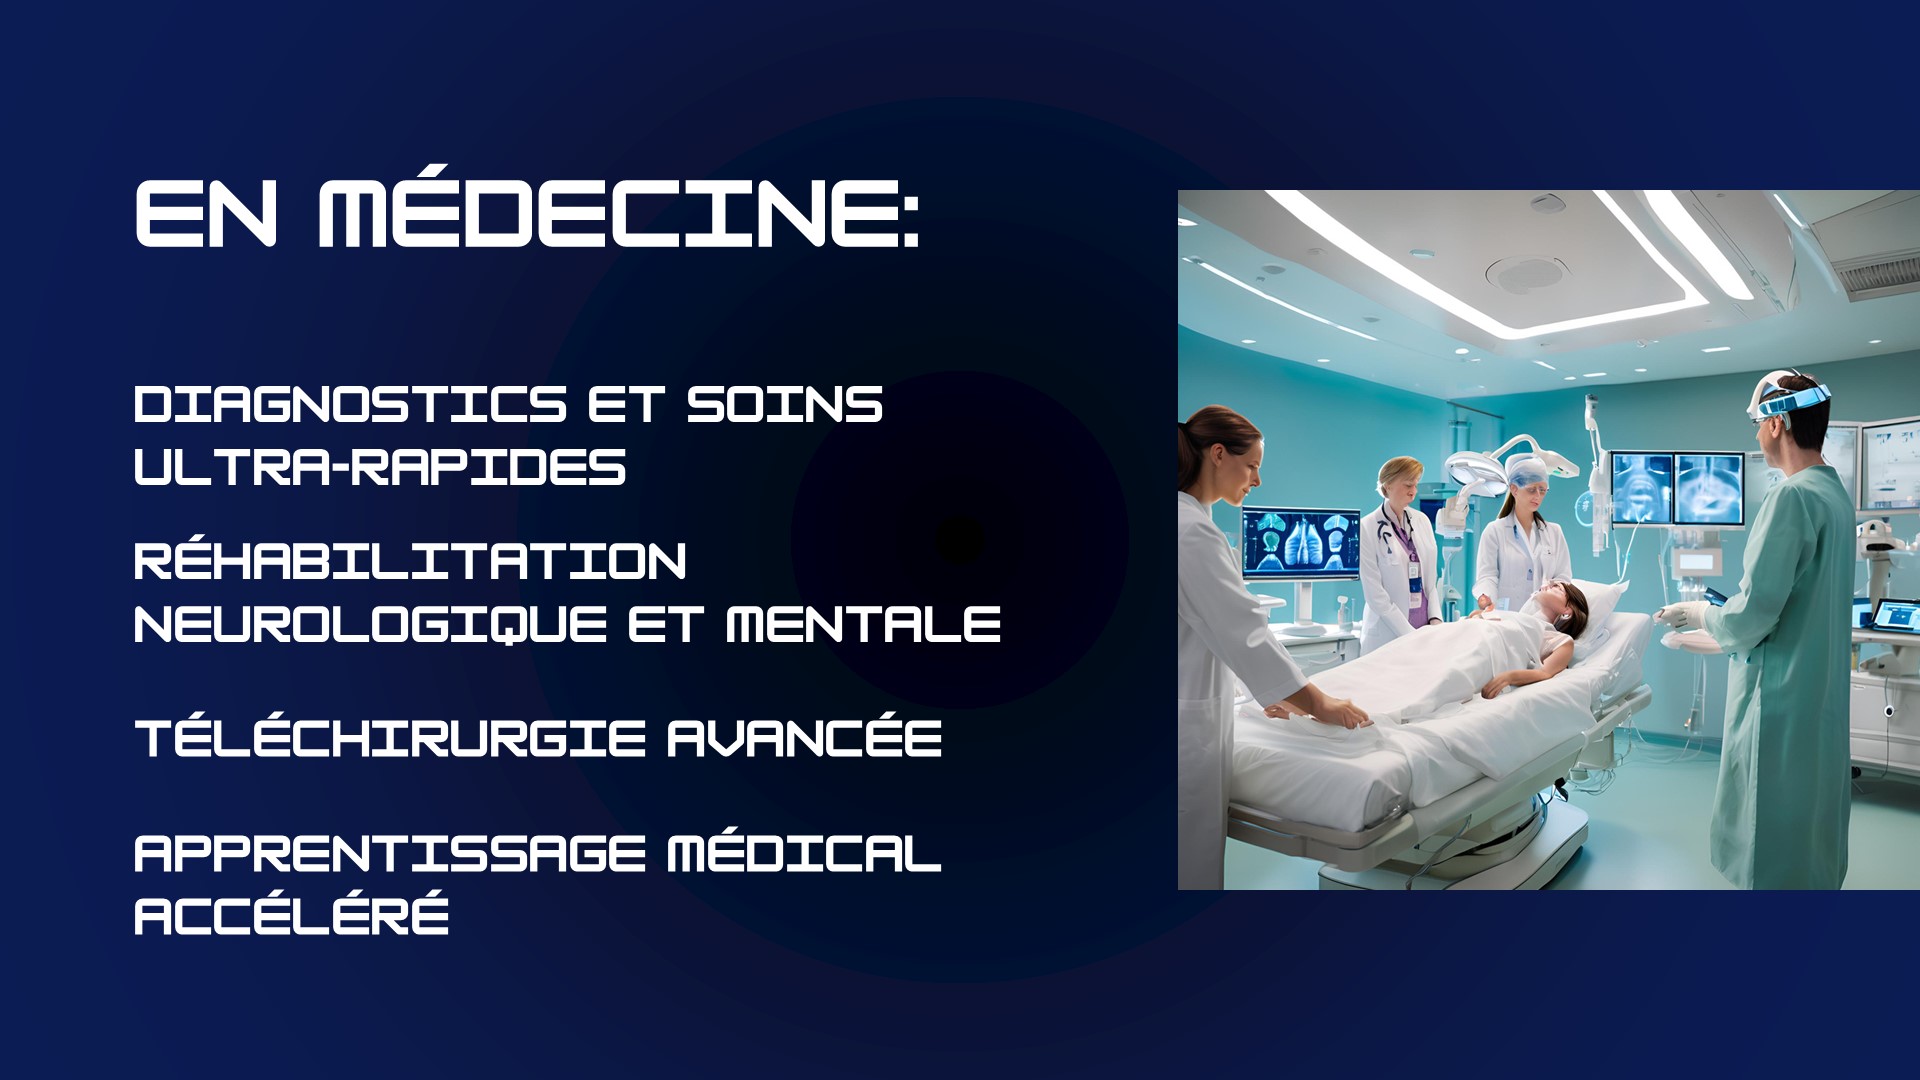 EN MÉDECINE:
DIAGNOSTICS ET SOINS
ULTRA-RAPIDES
RÉHABILITATION
NEUROLOGIQUE ET MENTALE
TÉLÉCHIRURGIE AVANCÉE
APPRENTISSAGE MÉDICAL
ACCÉLÉRÉ